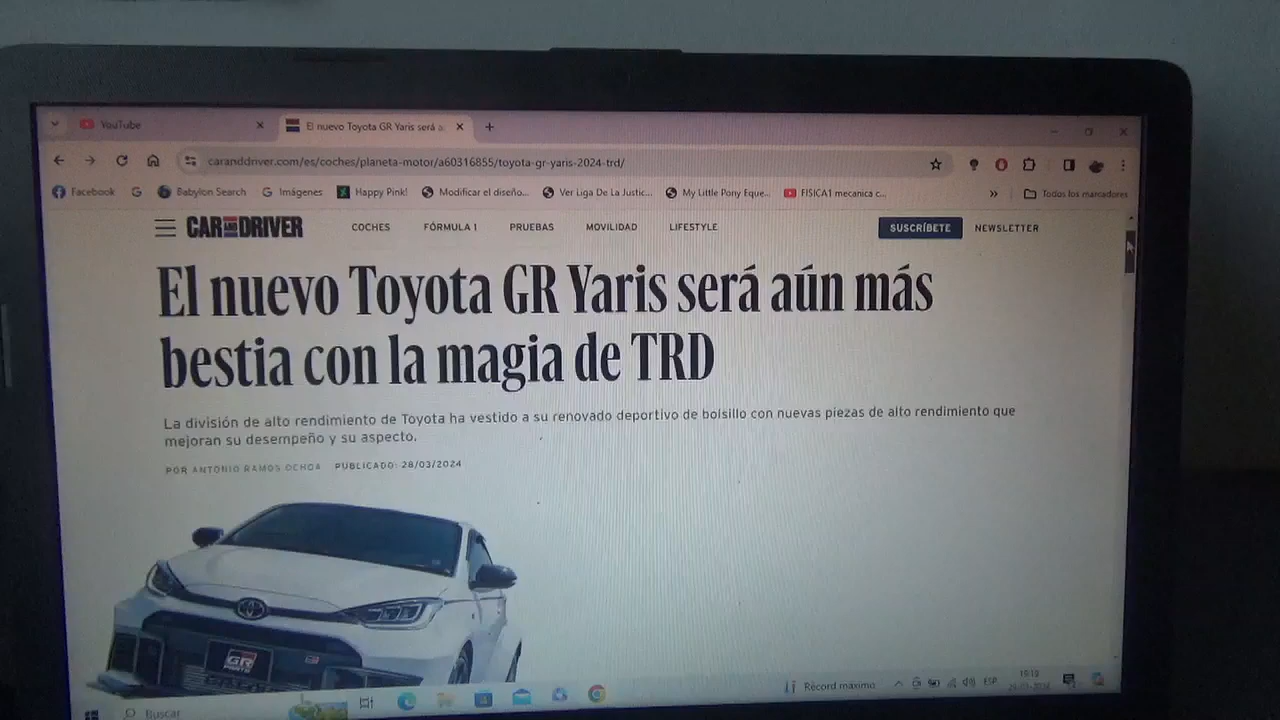 YouTube
El nuevo Toyota GR Yaris será a
caranddriver.com/es/coches/planeta-motor/a60316855/toyota-gr-yaris-2024-trd/
Facebook Babylon Search Imágenes Happy Pink! Modificar el diseño... Ver Liga De La Justic... My Little Pony Eque... FISICA1 mecanica c... » Todos los marcadores
CAR AND DRIVER COCHES FÓRMULA 1 PRUEBAS MOVILIDAD LIFESTYLE SUSCRÍBETE NEWSLETTER
El nuevo Toyota GR Yaris será aún más
bestia con la magia de TRD
La división de alto rendimiento de Toyota ha vestido a su renovado deportivo de bolsillo con nuevas piezas de alto rendimiento que
mejoran su desempeño y su aspecto.
POR ANTONIO RAMOS OCHOA PUBLICADO: 28/03/2024
GR
PARTS
Buscar Récord máximo ESP